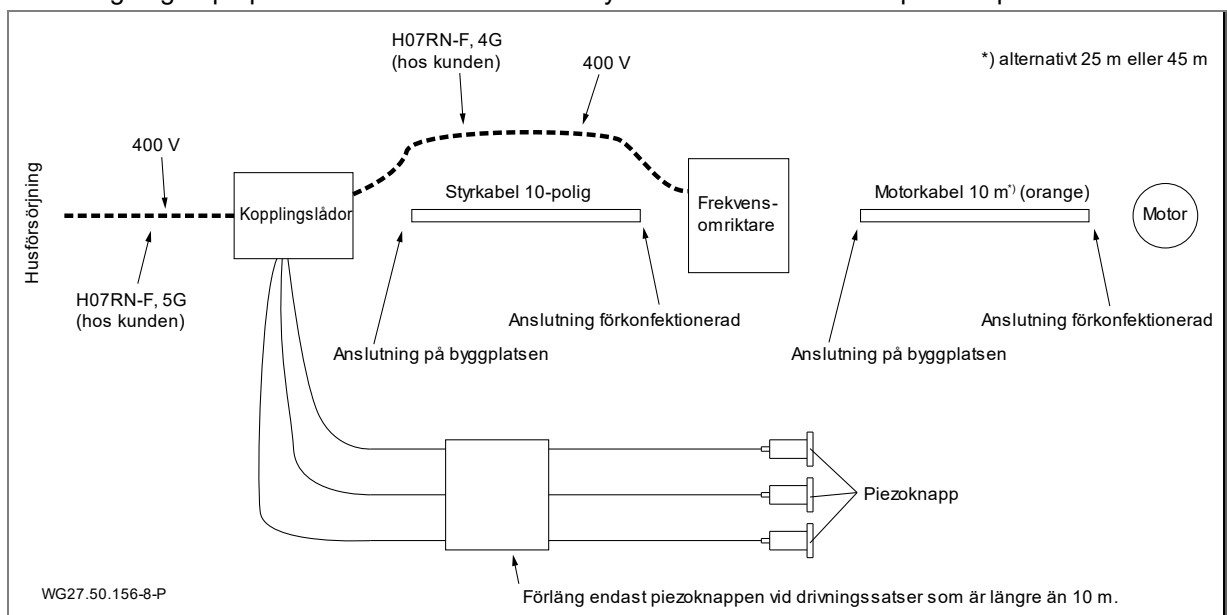 H07RN-F, 4G
(hos kunden)
400 V
*) alternativt 25 m eller 45 m
400 V
Husförsörjning
Kopplingslådor
Styrkabel 10-polig
Frekvens-
omriktare
Motorkabel 10 m*) (orange)
Motor
H07RN-F, 5G
(hos kunden)
Anslutning förkonfektionerad
Anslutning förkonfektionerad
Anslutning på byggplatsen
Anslutning på byggplatsen
Piezoknapp
WG27.50.156-8-P
Förläng endast piezoknappen vid drivningssatser som är längre än 10 m.